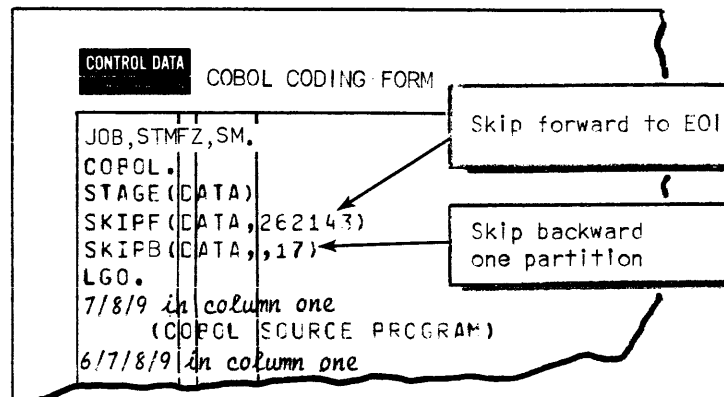 CONTROL DATA
COBOL CODING FORM
JOB,STMFZ,SM.
COBOL.
STAGE(DATA)
SKIPF(DATA,262143)
Skip forward to EOI
SKIPB(DATA,,17)
Skip backward
one partition
LGO.
7/8/9 in column one
(COBOL SOURCE PROGRAM)
6/7/8/9 in column one